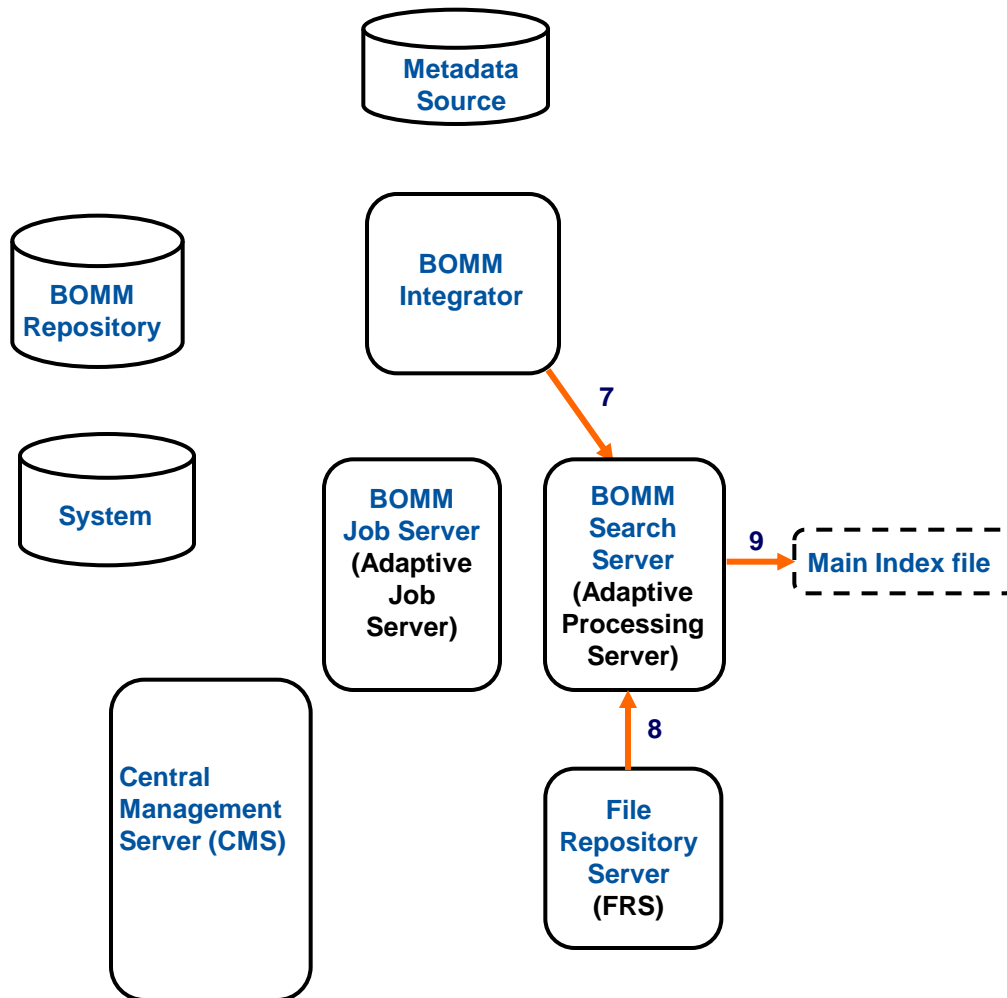 Metadata
Source
BOMM
Integrator
BOMM
Repository
7
System
BOMM
Job Server
(Adaptive
Job
Server)
BOMM
Search
Server
(Adaptive
Processing
Server)
9
Main Index file
8
Central
Management
Server (CMS)
File
Repository
Server
(FRS)